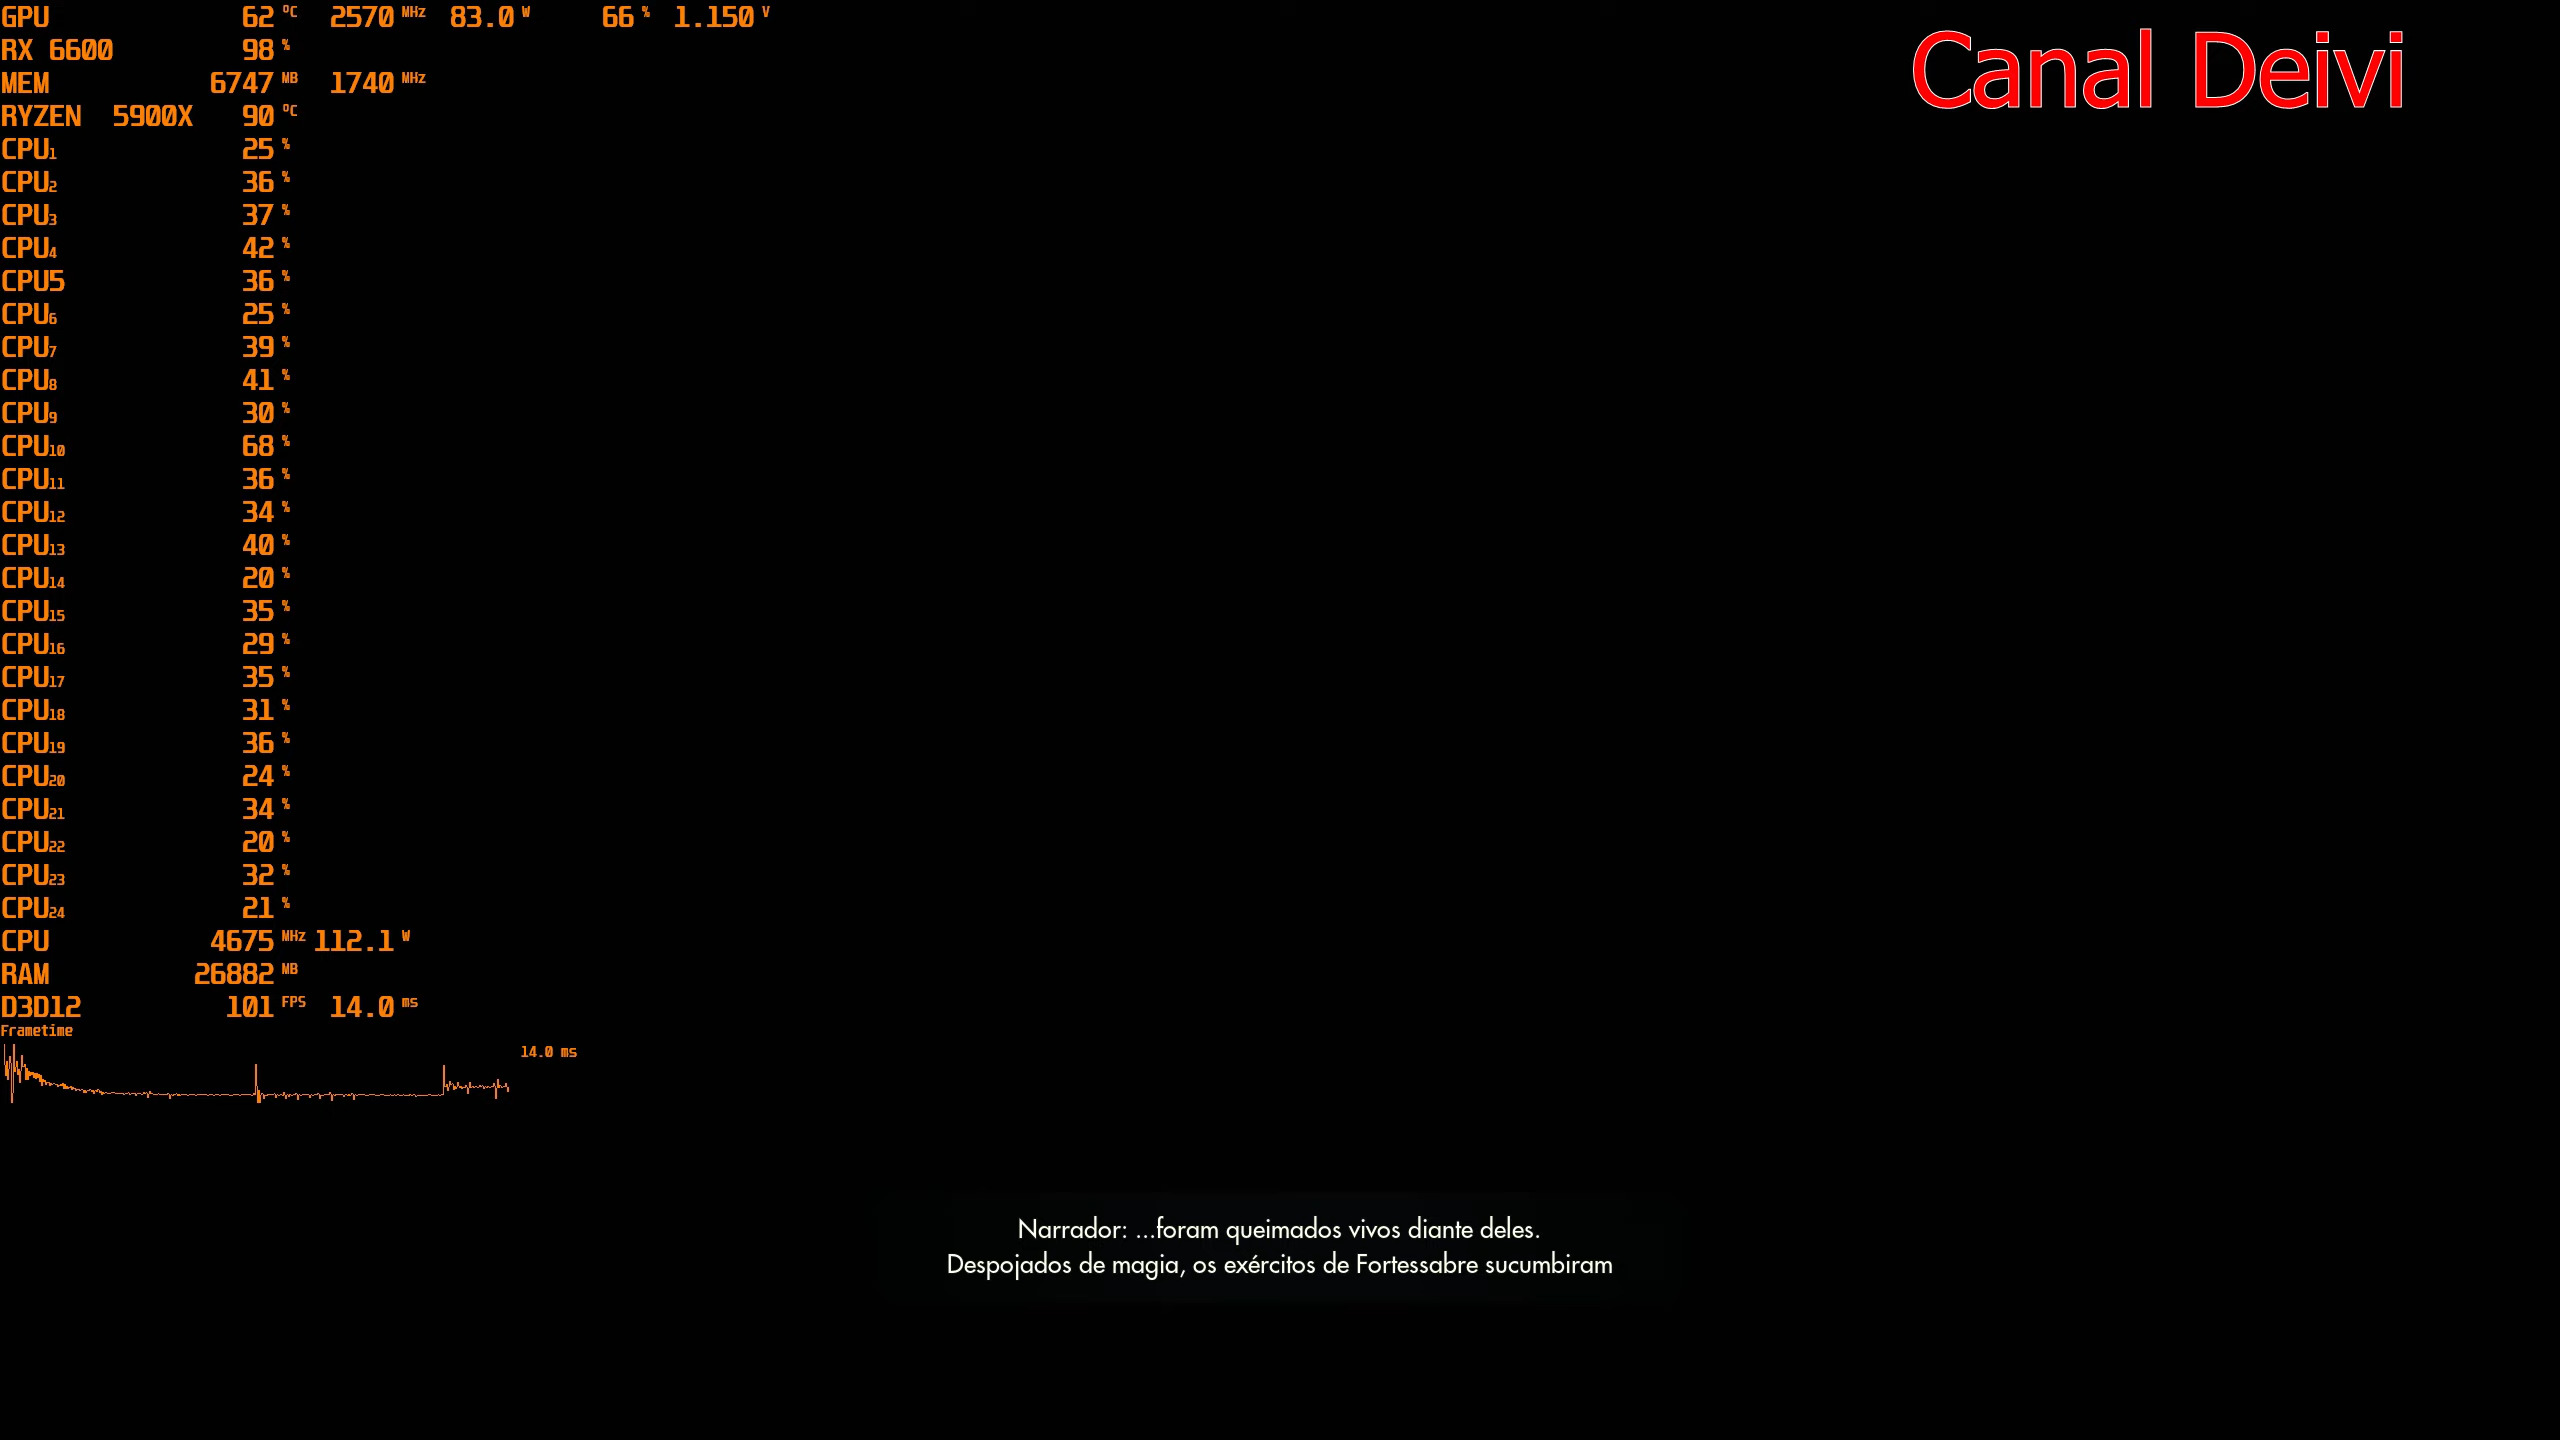 GPU 62 °C 2570 MHz 83.0 W 66 % 1.150 V
Canal Deivi
RX 6600 98 %
MEM 6747 MB 1740 MHz
RYZEN 5900X 90 °C
CPU1 25 %
CPU2 36 %
CPU3 37 %
CPU4 42 %
CPU5 36 %
CPU6 25 %
CPU7 39 %
CPU8 41 %
CPU9 30 %
CPU10 68 %
CPU11 36 %
CPU12 34 %
CPU13 40 %
CPU14 20 %
CPU15 35 %
CPU16 29 %
CPU17 35 %
CPU18 31 %
CPU19 36 %
CPU20 24 %
CPU21 34 %
CPU22 20 %
CPU23 32 %
CPU24 21 %
CPU 4675 MHz 112.1 W
RAM 26882 MB
D3D12 101 FPS 14.0 ms
Frametime
14.0 ms
Narrador: ...foram queimados vivos diante deles.
Despojados de magia, os exércitos de Fortessabre sucumbiram